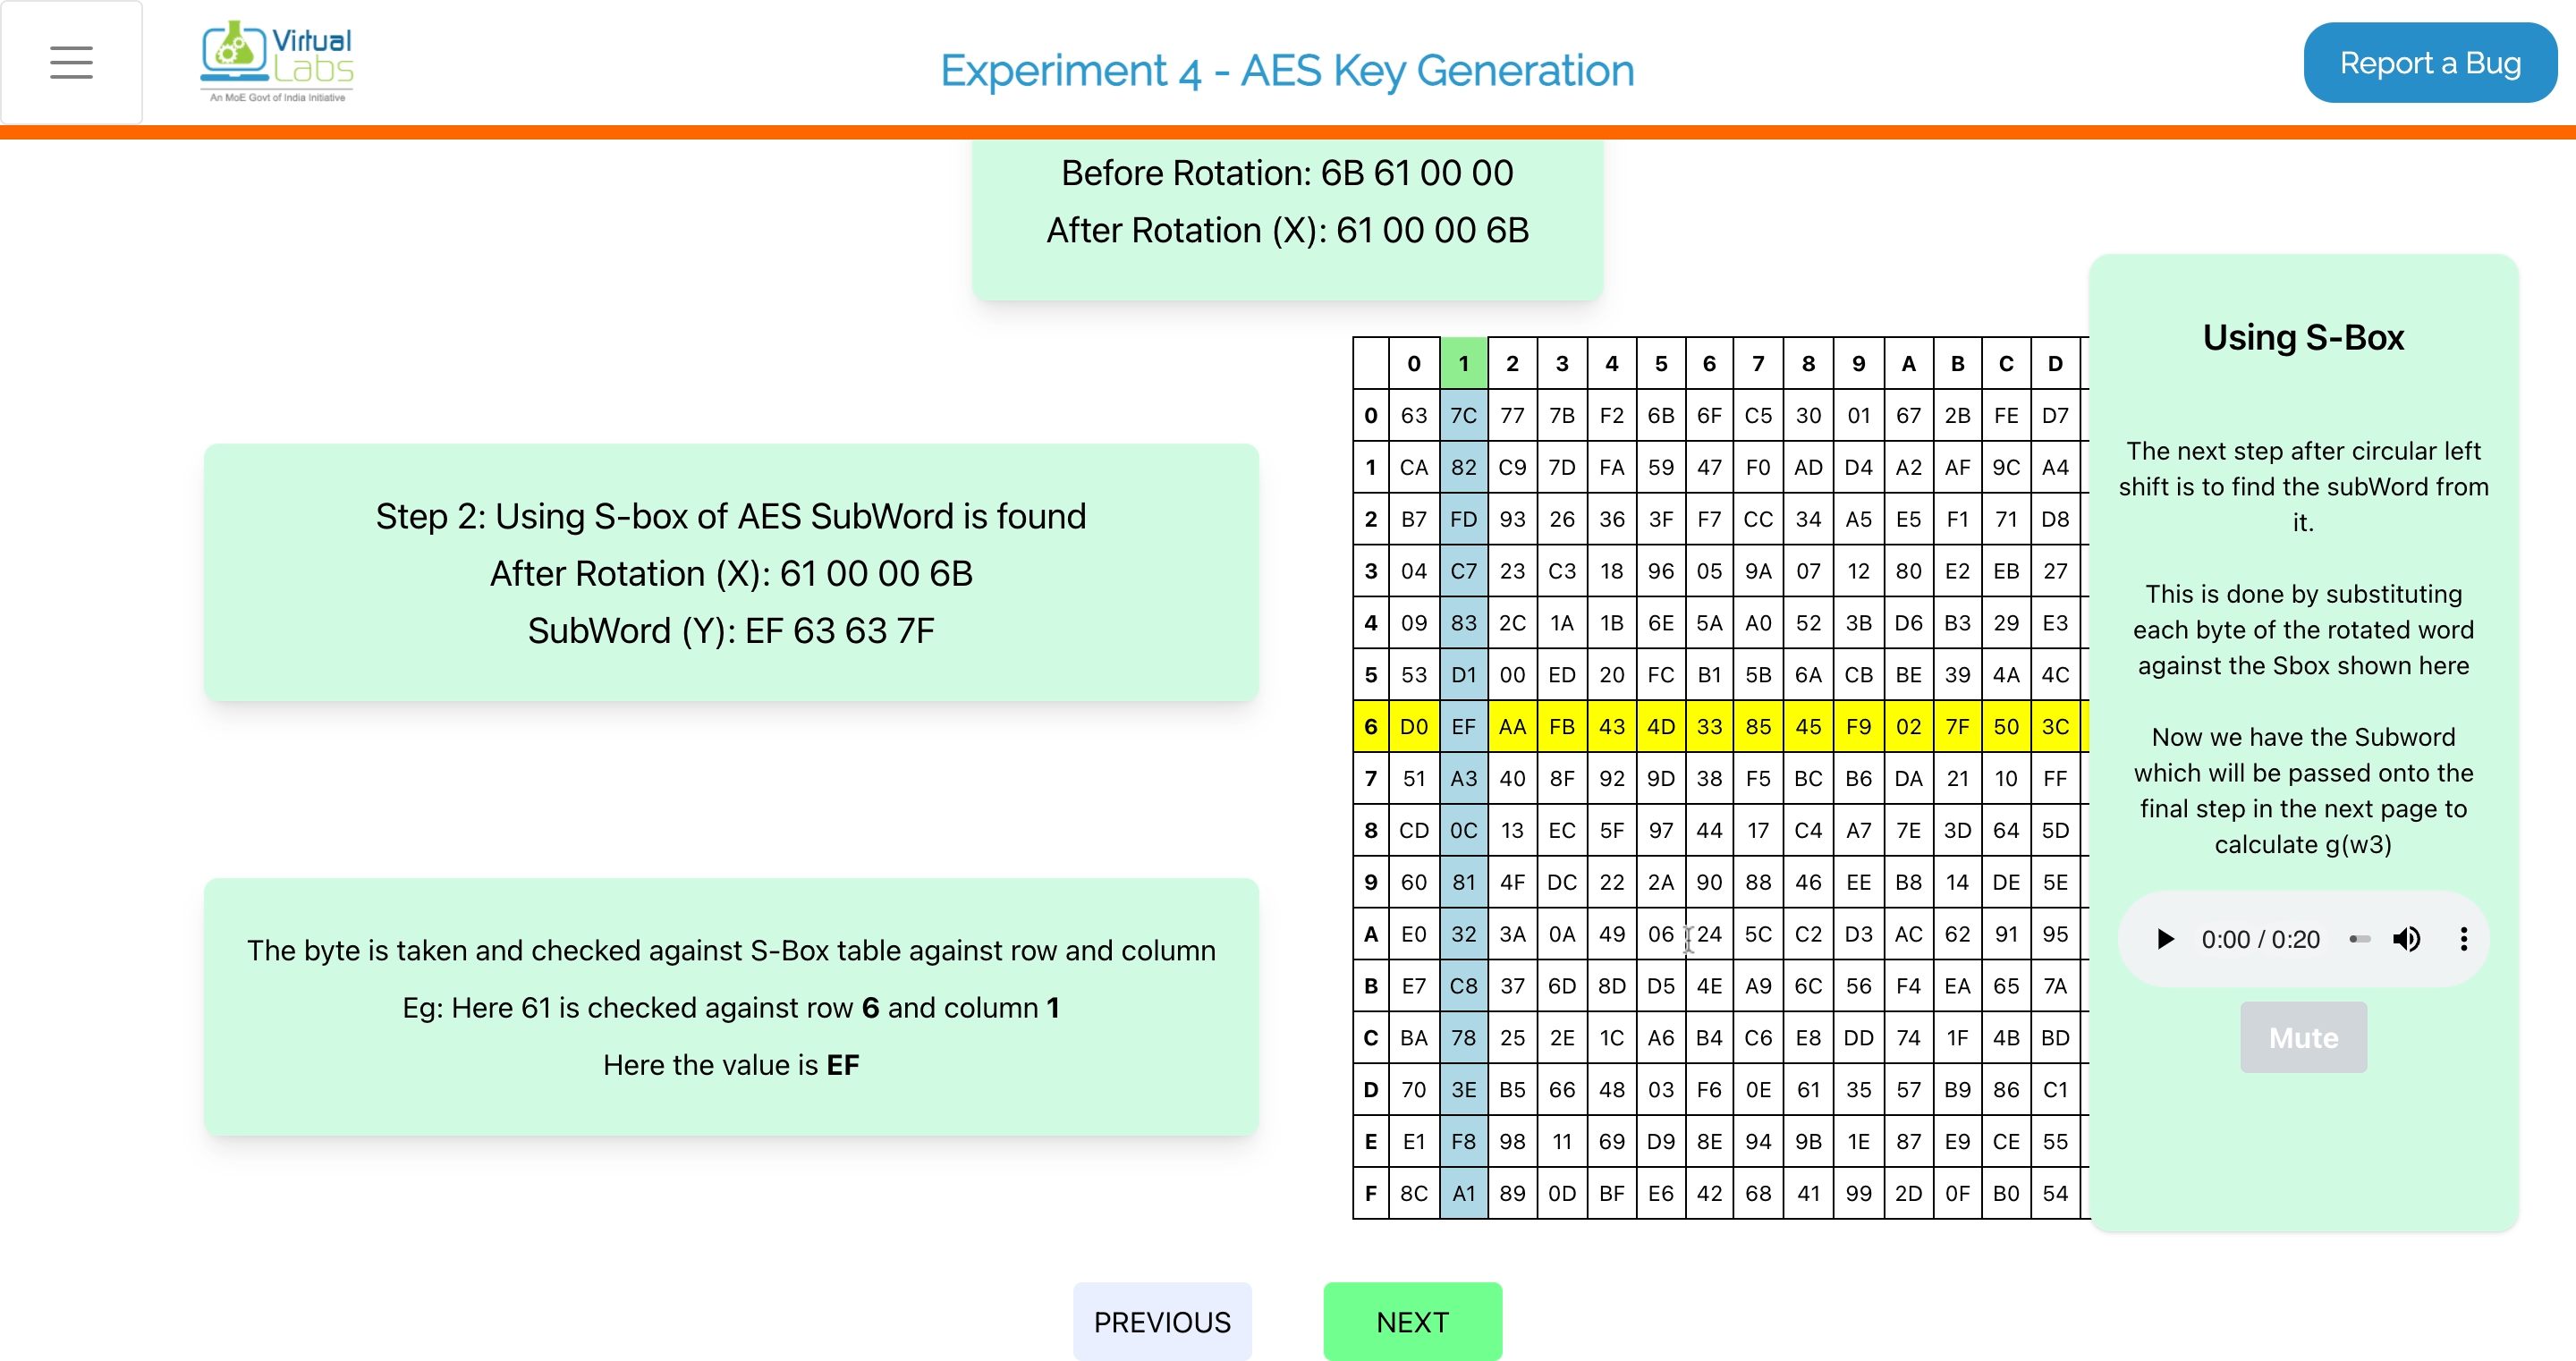 Virtual
Labs
An MoE Govt of India Initiative
Experiment 4 - AES Key Generation
Report a Bug
Before Rotation: 6B 61 00 00
After Rotation (X): 61 00 00 6B
Step 2: Using S-box of AES SubWord is found
After Rotation (X): 61 00 00 6B
SubWord (Y): EF 63 63 7F
The byte is taken and checked against S-Box table against row and column
Eg: Here 61 is checked against row 6 and column 1
Here the value is EF
0 1 2 3 4 5 6 7 8 9 A B C D
0 63 7C 77 7B F2 6B 6F C5 30 01 67 2B FE D7
1 CA 82 C9 7D FA 59 47 F0 AD D4 A2 AF 9C A4
2 B7 FD 93 26 36 3F F7 CC 34 A5 E5 F1 71 D8
3 04 C7 23 C3 18 96 05 9A 07 12 80 E2 EB 27
4 09 83 2C 1A 1B 6E 5A A0 52 3B D6 B3 29 E3
5 53 D1 00 ED 20 FC B1 5B 6A CB BE 39 4A 4C
6 D0 EF AA FB 43 4D 33 85 45 F9 02 7F 50 3C
7 51 A3 40 8F 92 9D 38 F5 BC B6 DA 21 10 FF
8 CD 0C 13 EC 5F 97 44 17 C4 A7 7E 3D 64 5D
9 60 81 4F DC 22 2A 90 88 46 EE B8 14 DE 5E
A E0 32 3A 0A 49 06 24 5C C2 D3 AC 62 91 95
B E7 C8 37 6D 8D D5 4E A9 6C 56 F4 EA 65 7A
C BA 78 25 2E 1C A6 B4 C6 E8 DD 74 1F 4B BD
D 70 3E B5 66 48 03 F6 0E 61 35 57 B9 86 C1
E E1 F8 98 11 69 D9 8E 94 9B 1E 87 E9 CE 55
F 8C A1 89 0D BF E6 42 68 41 99 2D 0F B0 54
Using S-Box
The next step after circular left
shift is to find the subWord from
it.
This is done by substituting
each byte of the rotated word
against the Sbox shown here
Now we have the Subword
which will be passed onto the
final step in the next page to
calculate g(w3)
0:00 / 0:20
Mute
PREVIOUS
NEXT